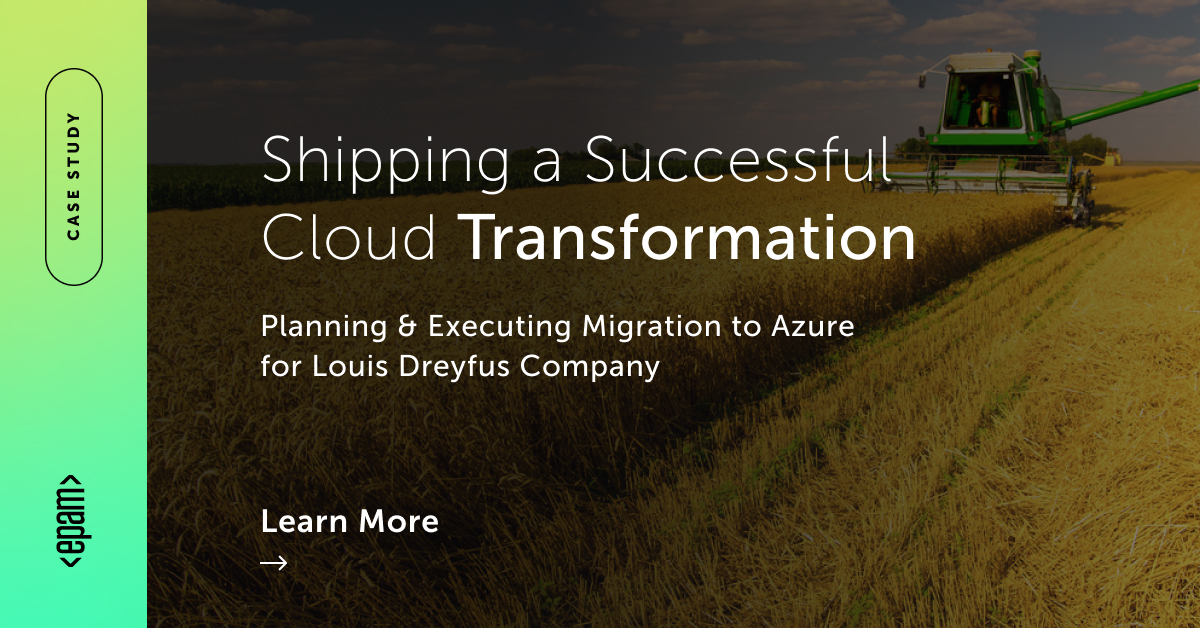 CASE STUDY
<epam>
Shipping a Successful
Cloud Transformation
Planning & Executing Migration to Azure
for Louis Dreyfus Company
Learn More
→